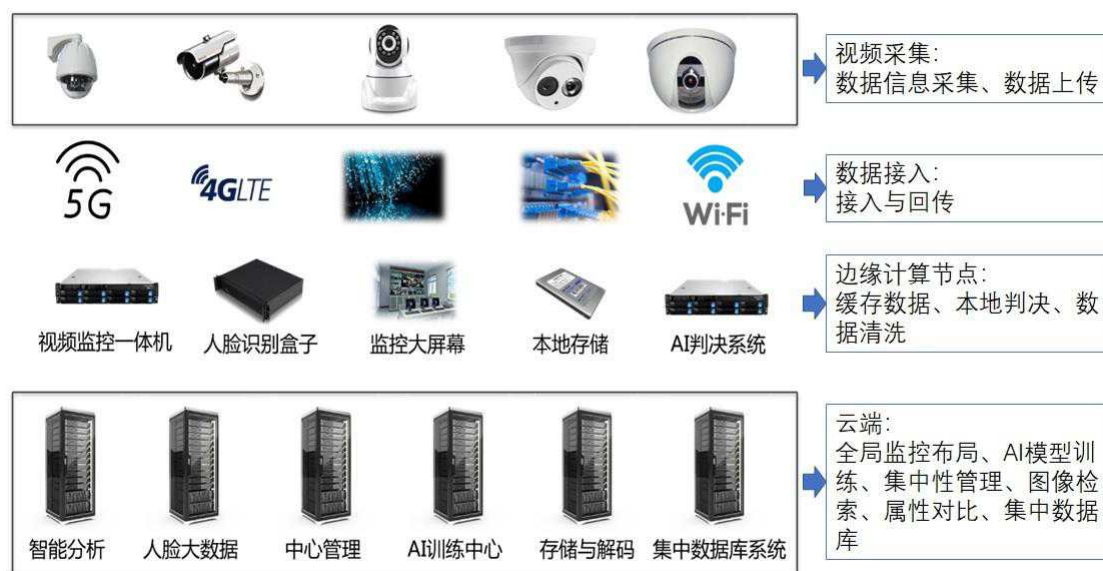 视频采集:
数据信息采集、数据上传
5G
4GLTE
Wi-Fi
数据接入:
接入与回传
视频监控一体机
人脸识别盒子
监控大屏幕
本地存储
AI判决系统
边缘计算节点:
缓存数据、本地判决、数
据清洗
智能分析
人脸大数据
中心管理
AI训练中心
存储与解码
集中数据库系统
云端:
全局监控布局、AI模型训
练、集中性管理、图像检
索、属性对比、集中数据
库